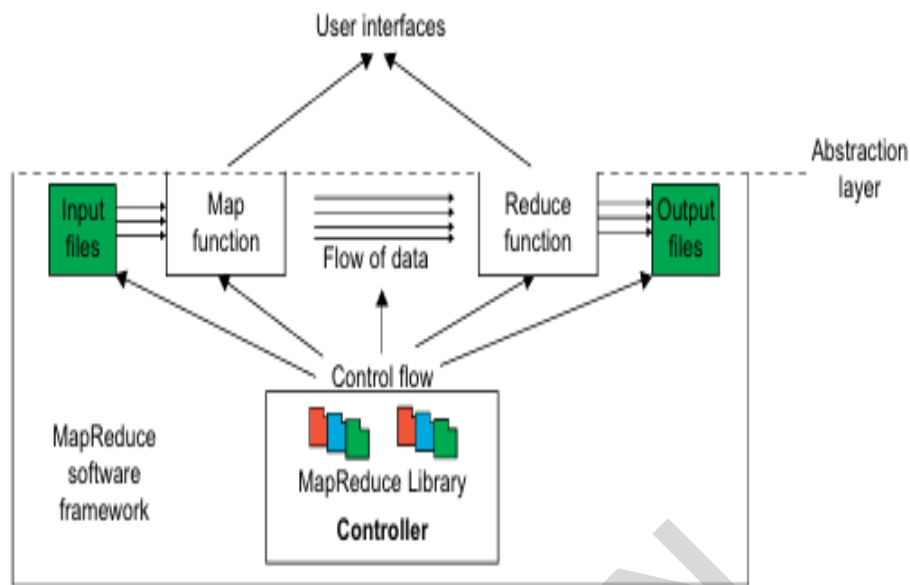 User interfaces
Abstraction
layer
Input
files
Map
function
Flow of data
Reduce
function
Output
files
Control flow
MapReduce
software
framework
MapReduce Library
Controller